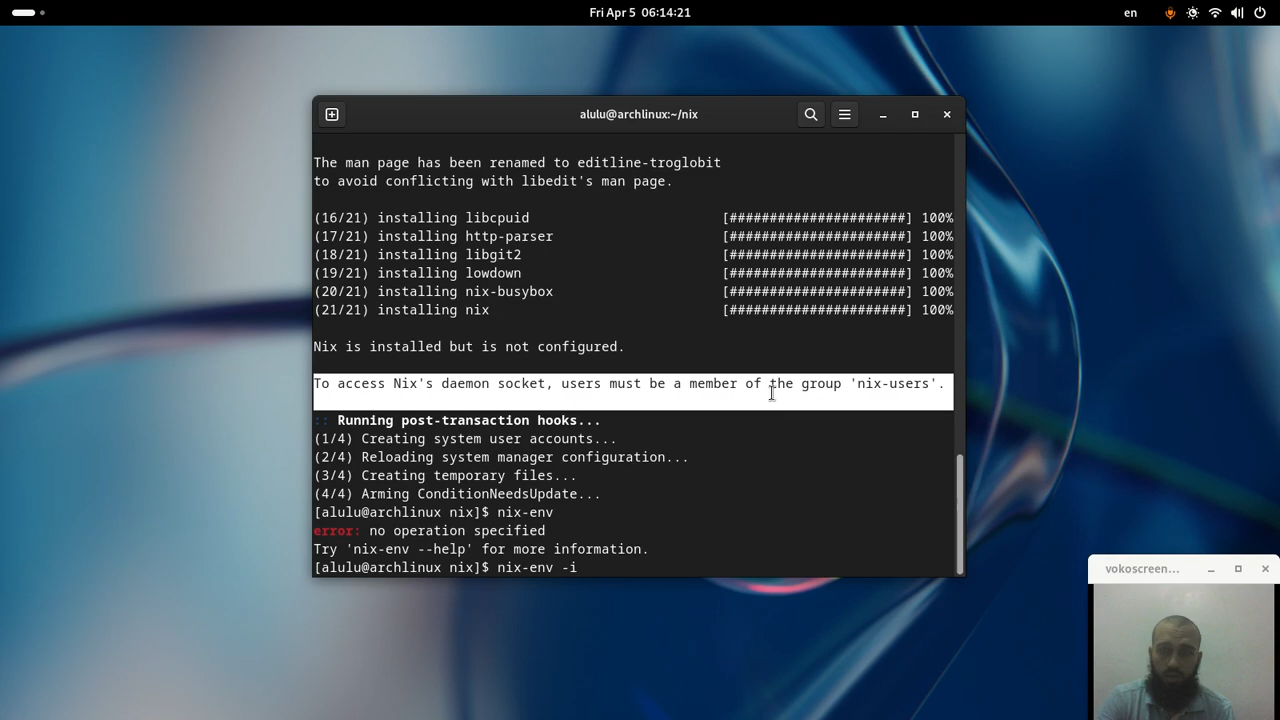 Fri Apr 5 06:14:21
en
alulu@archlinux:~/nix
The man page has been renamed to editline-troglobit
to avoid conflicting with libedit's man page.
(16/21) installing libcpuid [######################] 100%
(17/21) installing http-parser [######################] 100%
(18/21) installing libgit2 [######################] 100%
(19/21) installing lowdown [######################] 100%
(20/21) installing nix-busybox [######################] 100%
(21/21) installing nix [######################] 100%
Nix is installed but is not configured.
To access Nix's daemon socket, users must be a member of the group 'nix-users'.
:: Running post-transaction hooks...
(1/4) Creating system user accounts...
(2/4) Reloading system manager configuration...
(3/4) Creating temporary files...
(4/4) Arming ConditionNeedsUpdate...
[alulu@archlinux nix]$ nix-env
error: no operation specified
Try 'nix-env --help' for more information.
[alulu@archlinux nix]$ nix-env -i
vokoscreen...